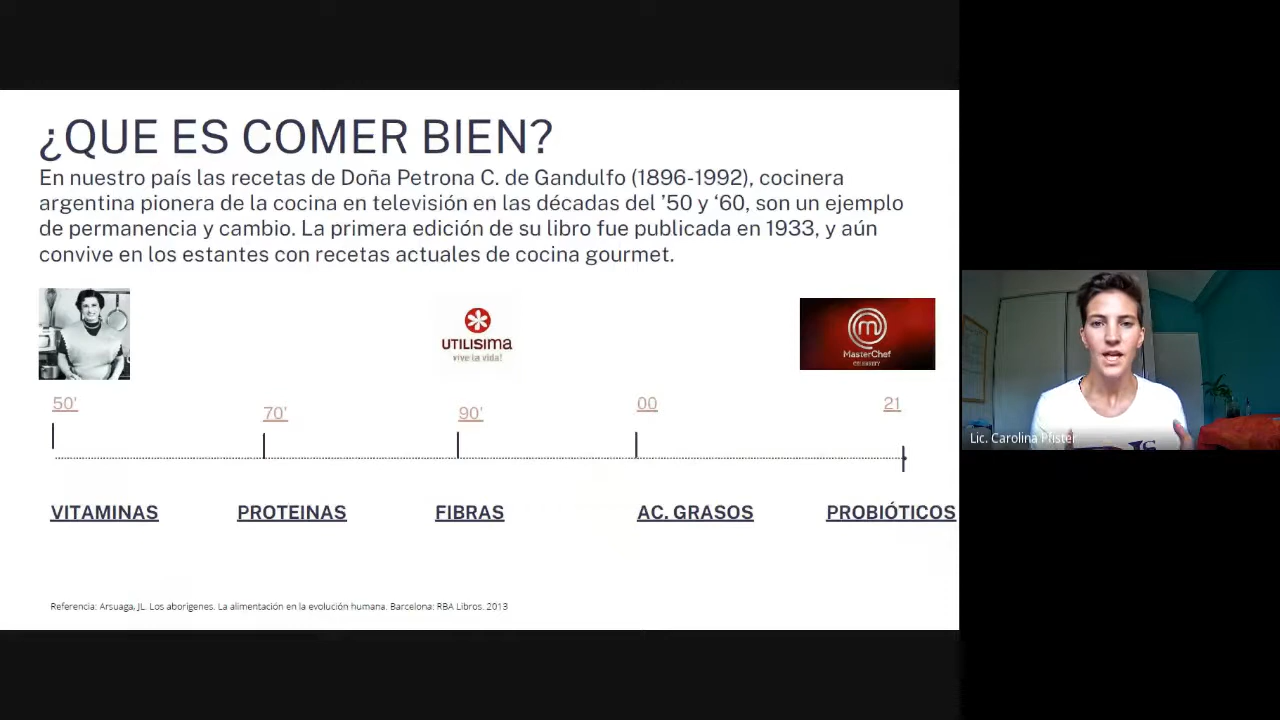 ¿QUE ES COMER BIEN?
En nuestro país las recetas de Doña Petrona C. de Gandulfo (1896-1992), cocinera
argentina pionera de la cocina en televisión en las décadas del ’50 y ‘60, son un ejemplo
de permanencia y cambio. La primera edición de su libro fue publicada en 1933, y aún
convive en los estantes con recetas actuales de cocina gourmet.
UTILISIMA
vive la vida!
MasterChef
CELEBRITY
50'
70'
90'
00
21
VITAMINAS
PROTEINAS
FIBRAS
AC. GRASOS
PROBIÓTICOS
Referencia: Arsuaga, JL. Los aborígenes. La alimentación en la evolución humana. Barcelona: RBA Libros. 2013
Lic. Carolina Pfister